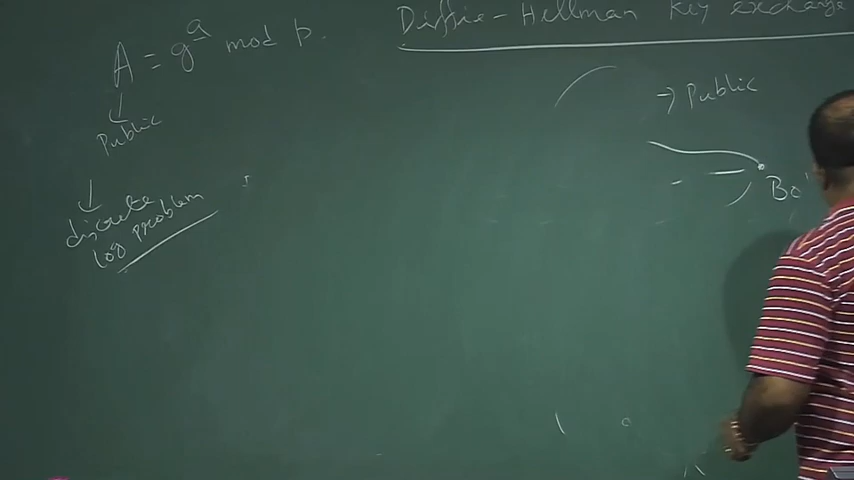 Diffie-Hellman Key exchange
A = g^a mod p.
Public
discrete
log problem
→ Public
Bo